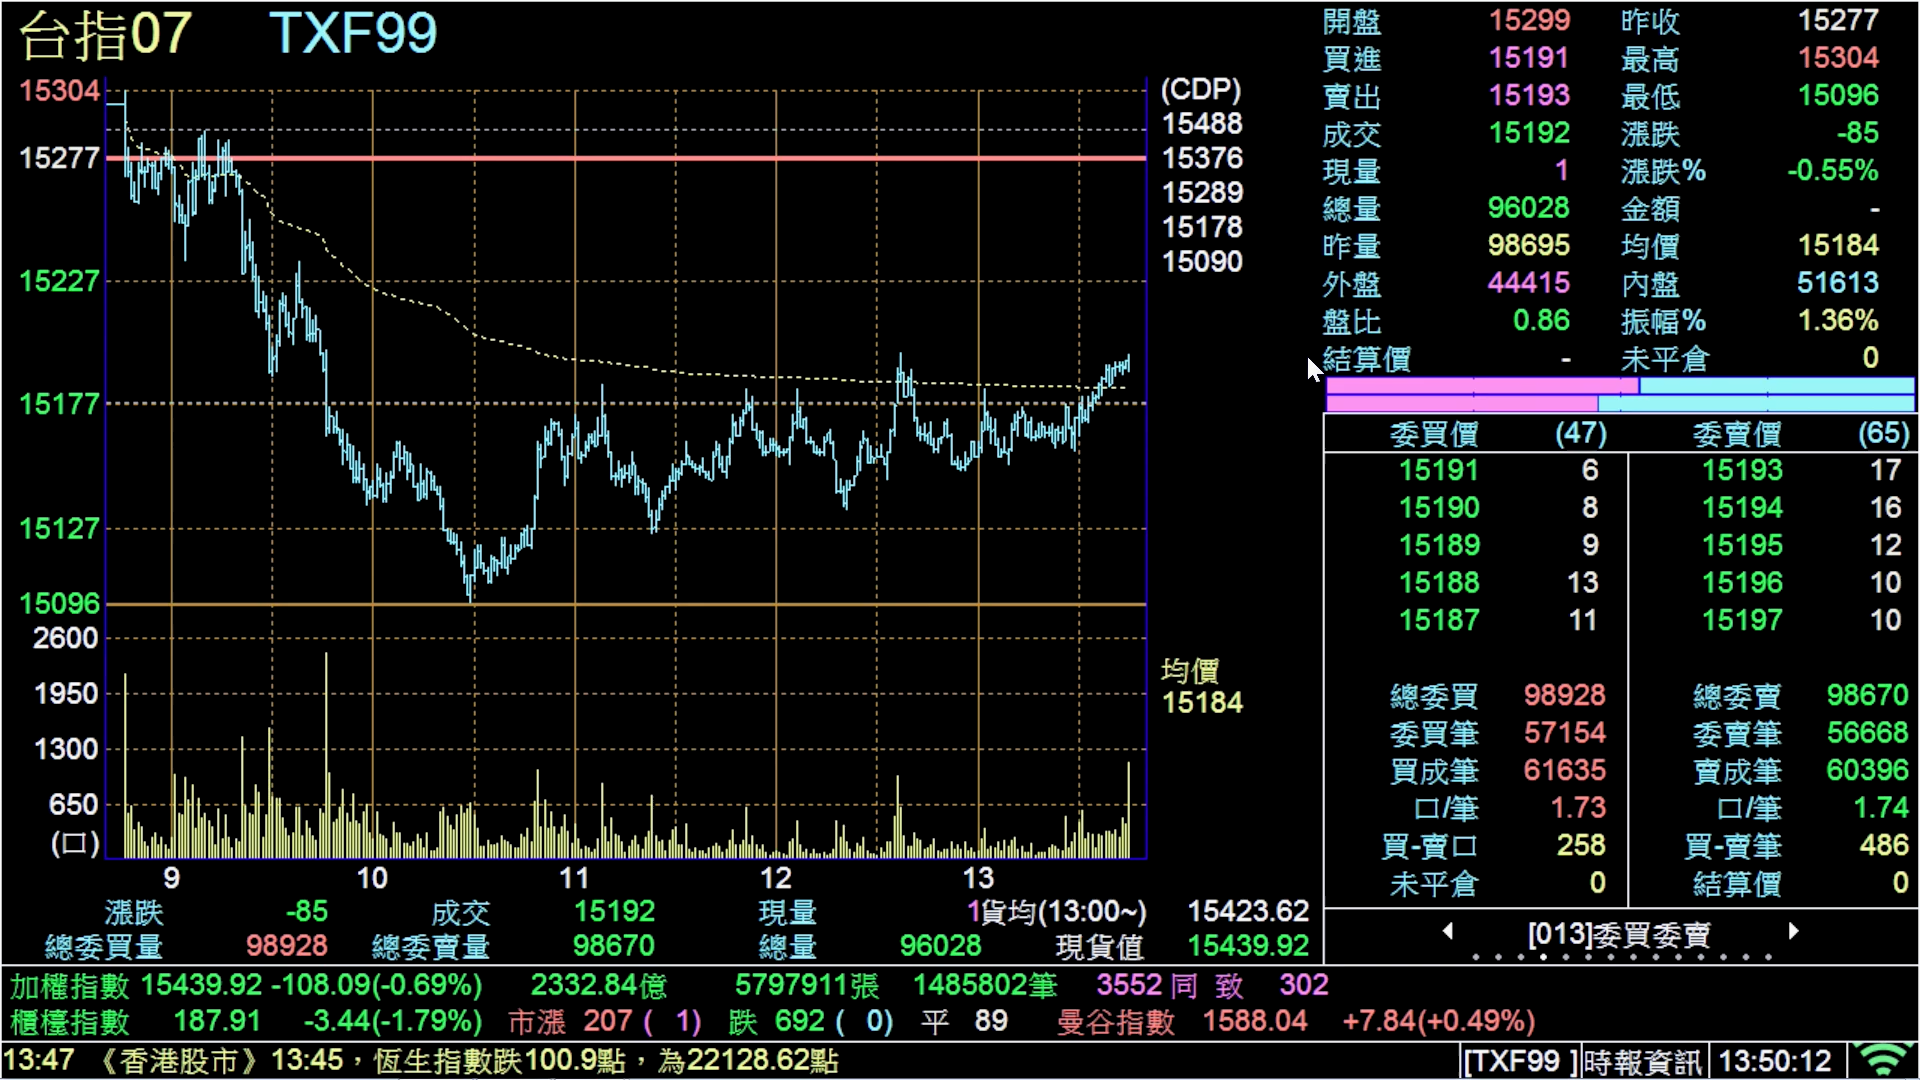 台指07 TXF99
15304
15277
15227
15177
15127
15096
2600
1950
1300
650
(口)
9 10 11 12 13
(CDP)
15488
15376
15289
15178
15090
均價
15184
開盤 15299 昨收 15277
買進 15191 最高 15304
賣出 15193 最低 15096
成交 15192 漲跌 -85
現量 1 漲跌% -0.55%
總量 96028 金額 -
昨量 98695 均價 15184
外盤 44415 內盤 51613
盤比 0.86 振幅% 1.36%
結算價 - 未平倉 0
委買價 (47) 委賣價 (65)
15191 6 15193 17
15190 8 15194 16
15189 9 15195 12
15188 13 15196 10
15187 11 15197 10
總委買 98928 總委賣 98670
委買筆 57154 委賣筆 56668
買成筆 61635 賣成筆 60396
口/筆 1.73 口/筆 1.74
買-賣口 258 買-賣筆 486
未平倉 0 結算價 0
[013]委買委賣
漲跌 -85 成交 15192 現量 1 貨均(13:00~) 15423.62
總委買量 98928 總委賣量 98670 總量 96028 現貨值 15439.92
加權指數 15439.92 -108.09(-0.69%) 2332.84億 5797911張 1485802筆 3552 同 致 302
櫃檯指數 187.91 -3.44(-1.79%) 市漲 207 ( 1) 跌 692 ( 0) 平 89 曼谷指數 1588.04 +7.84(+0.49%)
13:47 《香港股市》13:45，恆生指數跌100.9點，為22128.62點 [TXF99 ] 時報資訊 13:50:12